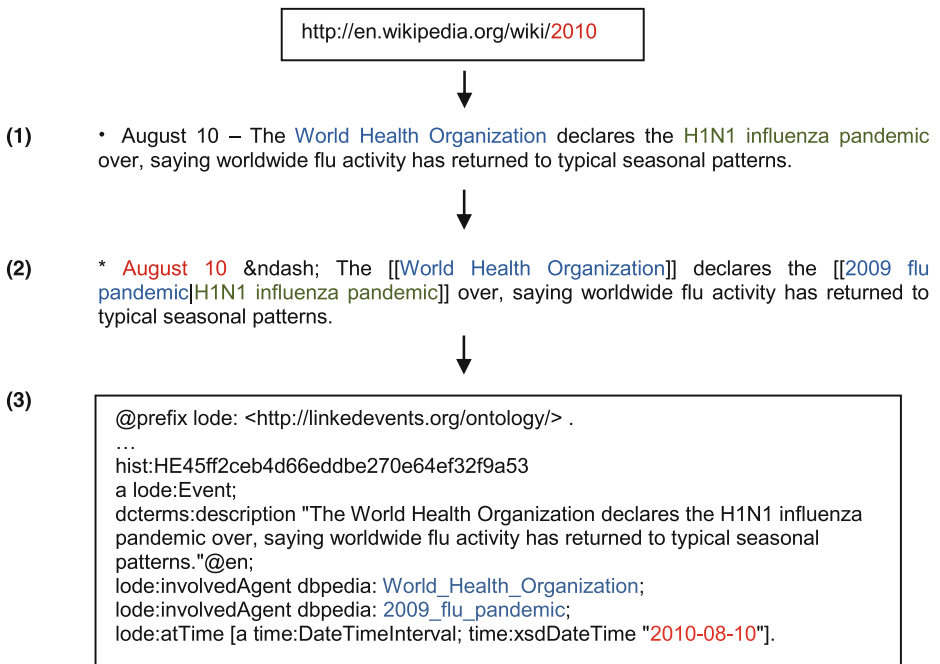 http://en.wikipedia.org/wiki/2010
(1) • August 10 – The World Health Organization declares the H1N1 influenza pandemic
over, saying worldwide flu activity has returned to typical seasonal patterns.
(2) * August 10 &ndash; The [[World Health Organization]] declares the [[2009 flu
pandemic|H1N1 influenza pandemic]] over, saying worldwide flu activity has returned to
typical seasonal patterns.
(3)
@prefix lode: <http://linkedevents.org/ontology/> .
…
hist:HE45ff2ceb4d66eddbe270e64ef32f9a53
a lode:Event;
dcterms:description "The World Health Organization declares the H1N1 influenza
pandemic over, saying worldwide flu activity has returned to typical seasonal
patterns."@en;
lode:involvedAgent dbpedia: World_Health_Organization;
lode:involvedAgent dbpedia: 2009_flu_pandemic;
lode:atTime [a time:DateTimeInterval; time:xsdDateTime "2010-08-10"].